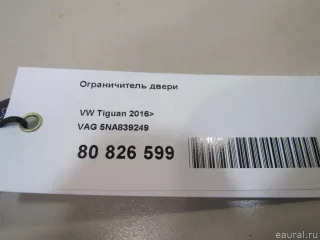 Ограничитель двери
VW Tiguan 2016>
VAG 5NA839249
80 826 599
eaural.ru/